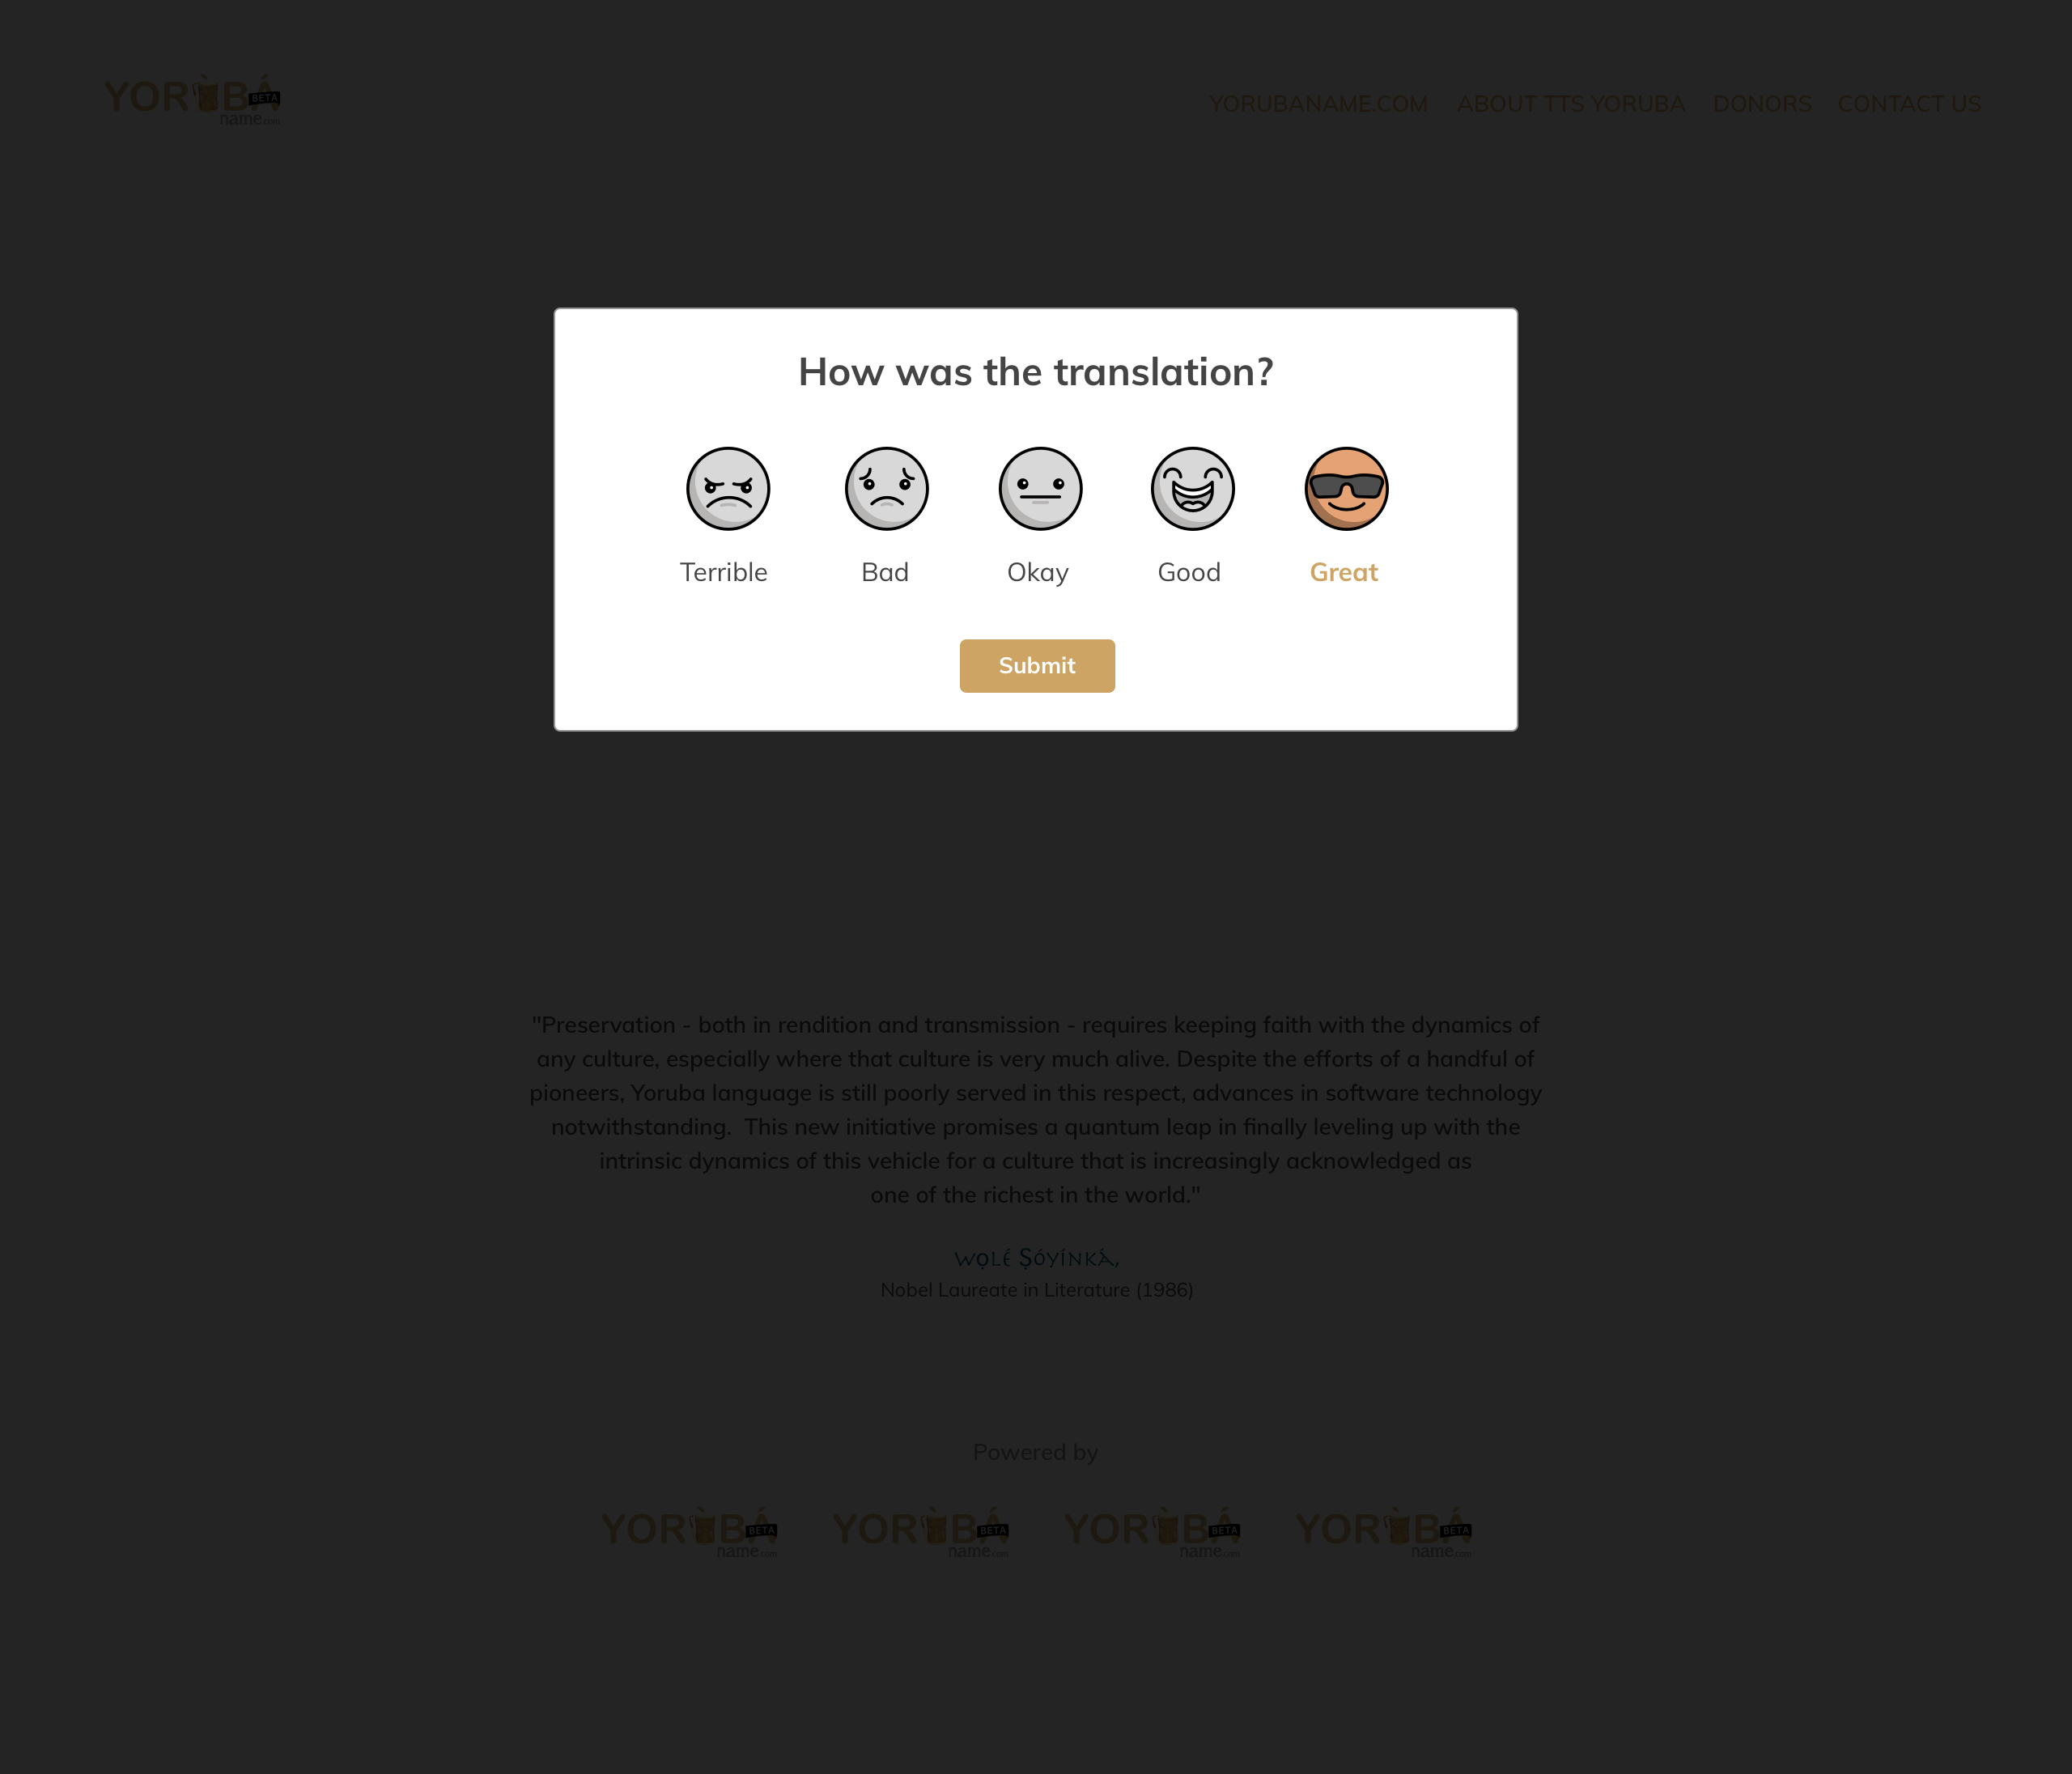 YORÙBÁ
BETA
name.com
YORUBANAME.COM ABOUT TTS YORUBA DONORS CONTACT US
How was the translation?
Terrible Bad Okay Good Great
Submit
"Preservation - both in rendition and transmission - requires keeping faith with the dynamics of
any culture, especially where that culture is very much alive. Despite the efforts of a handful of
pioneers, Yoruba language is still poorly served in this respect, advances in software technology
notwithstanding.  This new initiative promises a quantum leap in finally leveling up with the
intrinsic dynamics of this vehicle for a culture that is increasingly acknowledged as
one of the richest in the world."
WỌLÉ ṢÓYÍNKÁ,
Nobel Laureate in Literature (1986)
Powered by
YORÙBÁ YORÙBÁ YORÙBÁ YORÙBÁ
BETA BETA BETA BETA
name.com name.com name.com name.com